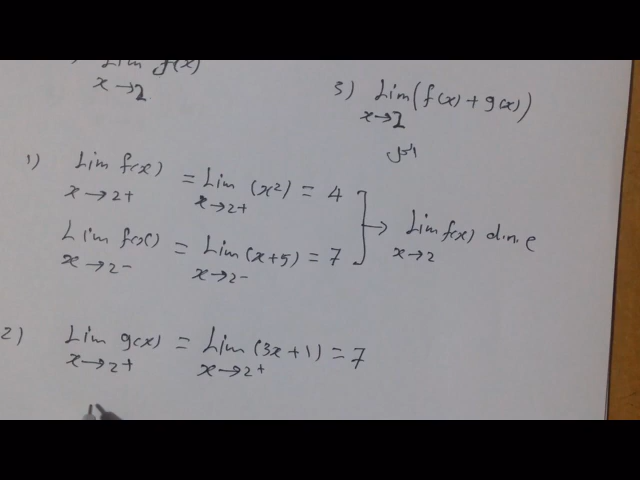 Lim f(x)
x→2
3) Lim(f(x)+g(x))
x→2
1) Lim f(x) = Lim (x2) = 4
x→2+ x→2+
Lim f(x) = Lim(x+5) = 7
x→2- x→2-
→ Lim f(x) d.n.e
x→2
2) Lim g(x) = Lim(3x+1) = 7
x→2+ x→2+